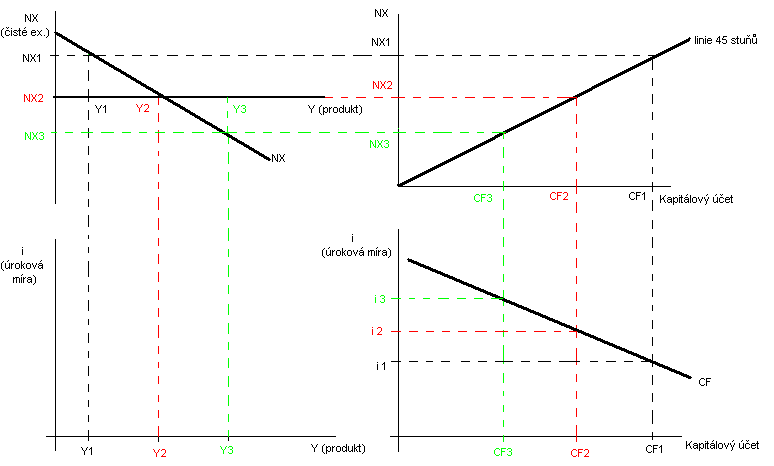 NX
(čisté ex.)
NX1
NX2
NX3
Y1
Y2
Y3
Y (produkt)
NX
NX
NX1
NX2
NX3
linie 45 stuňů
CF3
CF2
CF1
Kapitálový účet
i
(úroková
míra)
Y1
Y2
Y3
Y (produkt)
i
(úroková míra)
i 3
i 2
i 1
CF
CF3
CF2
CF1
Kapitálový účet